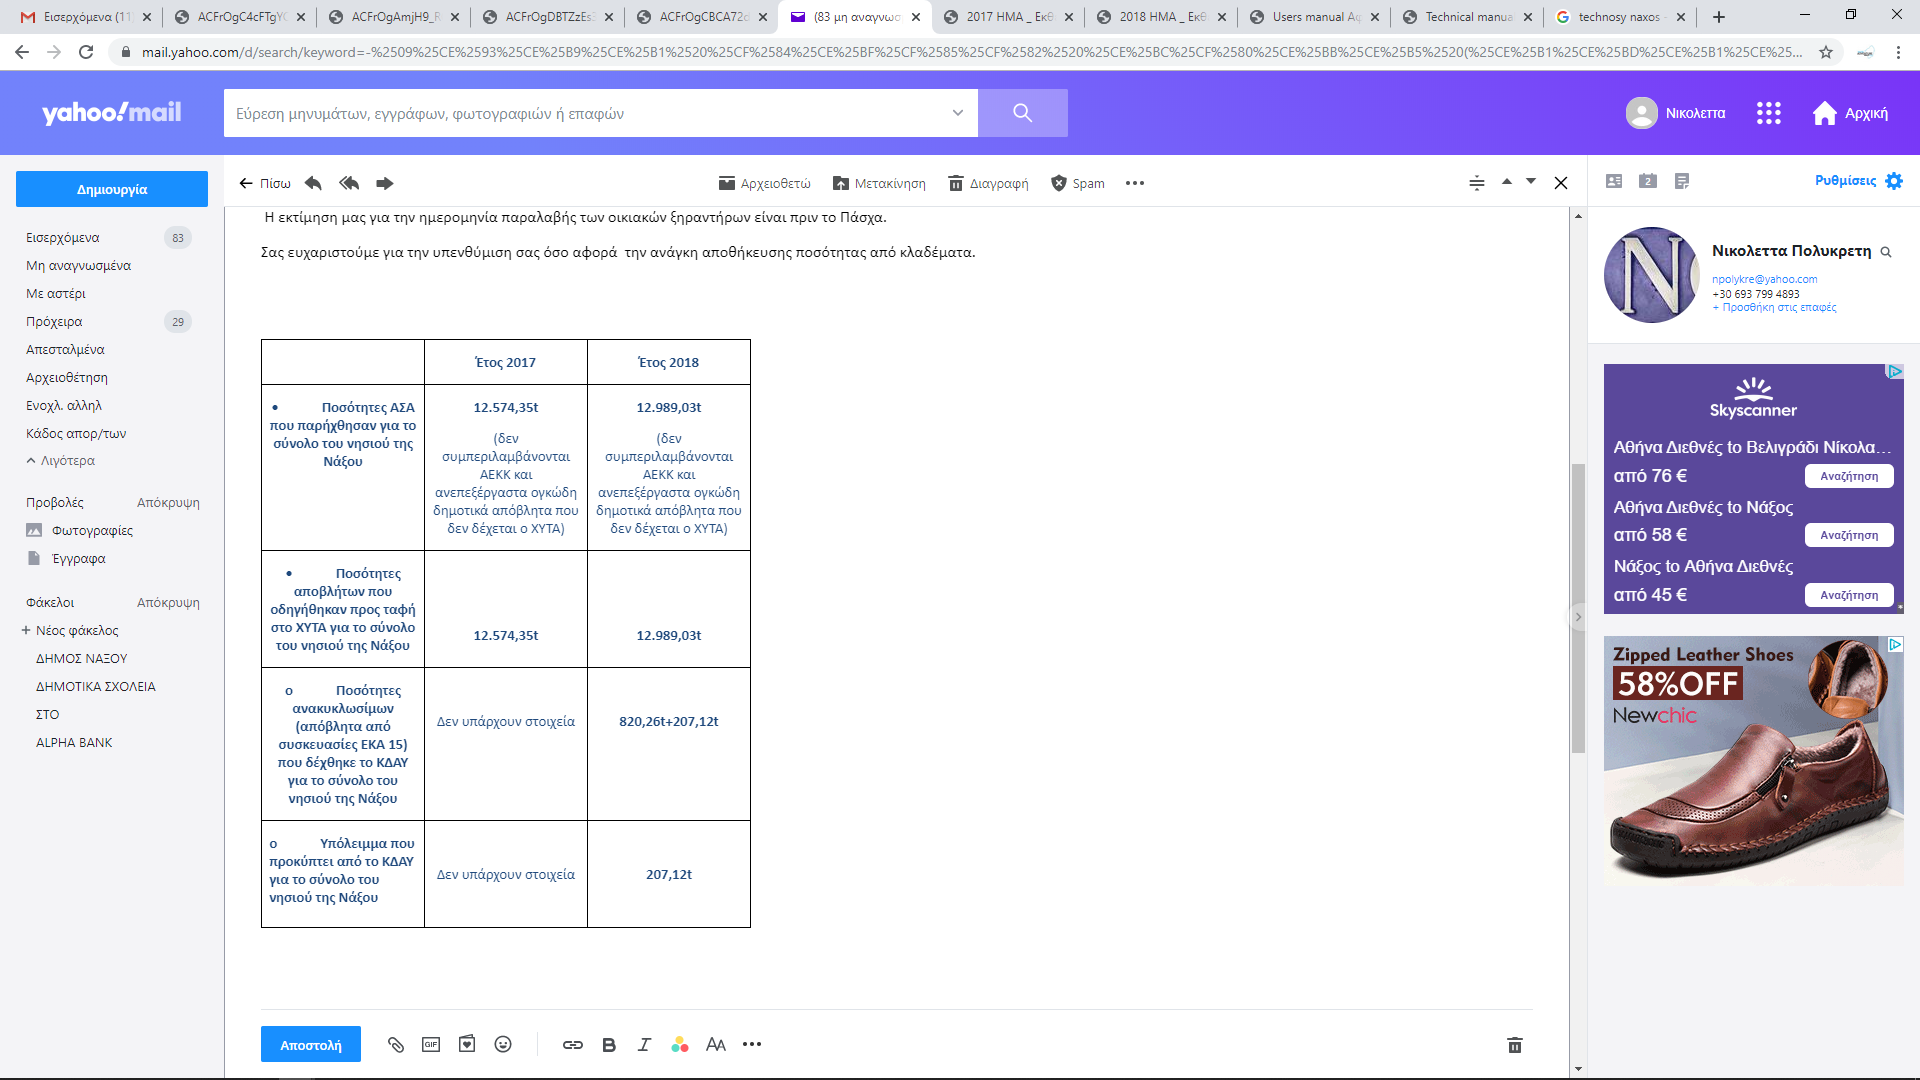 Εισερχόμενα (11
ACFrOgC4cFTgYC
ACFrOgAmjH9_R
ACFrOgDBTZzEs3
ACFrOgCBCA72d
(83 μη αναγνωσ
2017 HMA _ Εκθ
2018 HMA _ Εκθ
Users manual Αφ
Technical manua
technosy naxos -
mail.yahoo.com/d/search/keyword=-%2509%25CE%2593%25CE%25B9%25CE%25B1%2520%25CF%2584%25CE%25BF%25CF%2585%25CF%2582%2520%25CE%25BC%25CF%2580%25CE%25BB%25CE%25B5%2520(%25CE%25B1%25CE%25BD%25CE%25B1%25CE%25...
yahoo!mail
Εύρεση μηνυμάτων, εγγράφων, φωτογραφιών ή επαφών
Νικολεττα
Αρχική
Δημιουργία
Πίσω
Αρχειοθετώ
Μετακίνηση
Διαγραφή
Spam
2
Ρυθμίσεις
Εισερχόμενα 83
Μη αναγνωσμένα
Με αστέρι
Πρόχειρα 29
Απεσταλμένα
Αρχειοθέτηση
Ενοχλ. αλληλ
Κάδος απορ/των
Λιγότερα
Προβολές Απόκρυψη
Φωτογραφίες
Έγγραφα
Φάκελοι Απόκρυψη
+ Νέος φάκελος
ΔΗΜΟΣ ΝΑΞΟΥ
ΔΗΜΟΤΙΚΑ ΣΧΟΛΕΙΑ
ΣΤΟ
ALPHA BANK
Η εκτίμηση μας για την ημερομηνία παραλαβής των οικιακών ξηραντήρων είναι πριν το Πάσχα.
Σας ευχαριστούμε για την υπενθύμιση σας όσο αφορά την ανάγκη αποθήκευσης ποσότητας από κλαδέματα.
Έτος 2017
Έτος 2018
• Ποσότητες ΑΣΑ
που παρήχθησαν για το
σύνολο του νησιού της
Νάξου
12.574,35t
(δεν
συμπεριλαμβάνονται
ΑΕΚΚ και
ανεπεξέργαστα ογκώδη
δημοτικά απόβλητα που
δεν δέχεται ο ΧΥΤΑ)
12.989,03t
(δεν
συμπεριλαμβάνονται
ΑΕΚΚ και
ανεπεξέργαστα ογκώδη
δημοτικά απόβλητα που
δεν δέχεται ο ΧΥΤΑ)
• Ποσότητες
αποβλήτων που
οδηγήθηκαν προς ταφή
στο ΧΥΤΑ για το σύνολο
του νησιού της Νάξου
12.574,35t
12.989,03t
o Ποσότητες
ανακυκλωσίμων
(απόβλητα από
συσκευασίες ΕΚΑ 15)
που δέχθηκε το ΚΔΑΥ
για το σύνολο του
νησιού της Νάξου
Δεν υπάρχουν στοιχεία
820,26t+207,12t
o Υπόλειμμα που
προκύπτει από το ΚΔΑΥ
για το σύνολο του
νησιού της Νάξου
Δεν υπάρχουν στοιχεία
207,12t
Αποστολή
GIF
B I AA
N
Νικολεττα Πολυκρετη
npolykre@yahoo.com
+30 693 799 4893
+ Προσθήκη στις επαφές
Skyscanner
Αθήνα Διεθνές to Βελιγράδι Νίκολα...
από 76 € Αναζήτηση
Αθήνα Διεθνές to Νάξος
από 58 € Αναζήτηση
Νάξος to Αθήνα Διεθνές
από 45 € Αναζήτηση
Zipped Leather Shoes
58%OFF
Newchic